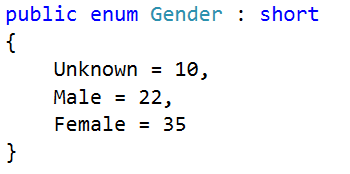 public enum Gender : short
{
    Unknown = 10,
    Male = 22,
    Female = 35
}